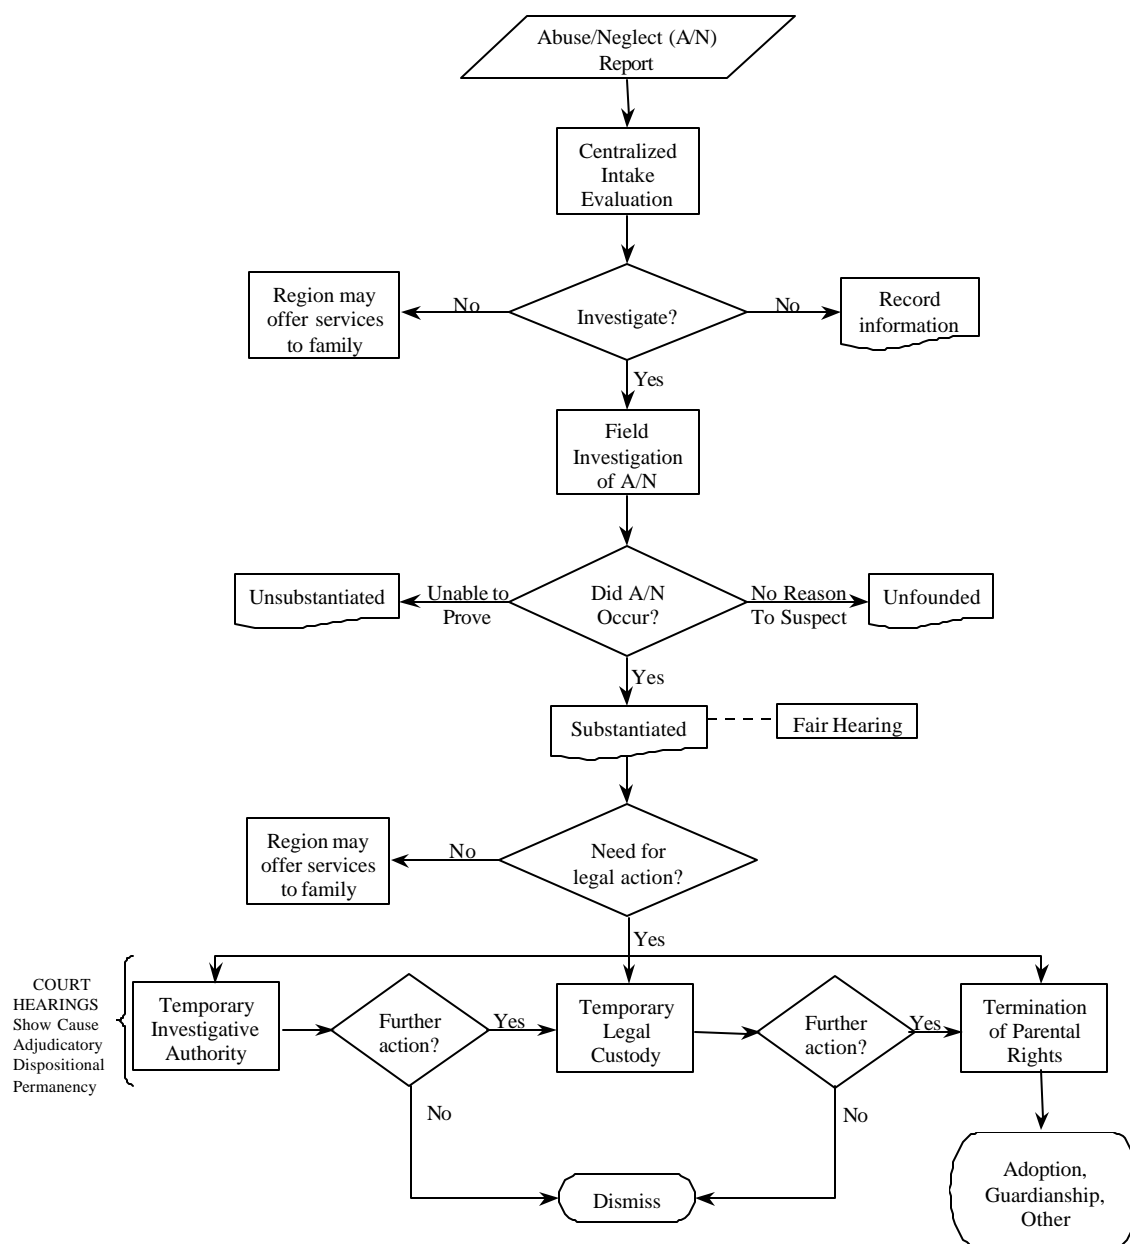 Abuse/Neglect (A/N)
Report
Centralized
Intake
Evaluation
Region may
offer services
to family
No
Investigate?
No
Record
information
Yes
Field
Investigation
of A/N
Unsubstantiated
Unable to
Prove
Did A/N
Occur?
No Reason
To Suspect
Unfounded
Yes
Substantiated
Fair Hearing
Region may
offer services
to family
No
Need for
legal action?
Yes
COURT
HEARINGS
Show Cause
Adjudicatory
Dispositional
Permanency
Temporary
Investigative
Authority
Further
action?
Yes
Temporary
Legal
Custody
Further
action?
Yes
Termination
of Parental
Rights
No
No
Dismiss
Adoption,
Guardianship,
Other